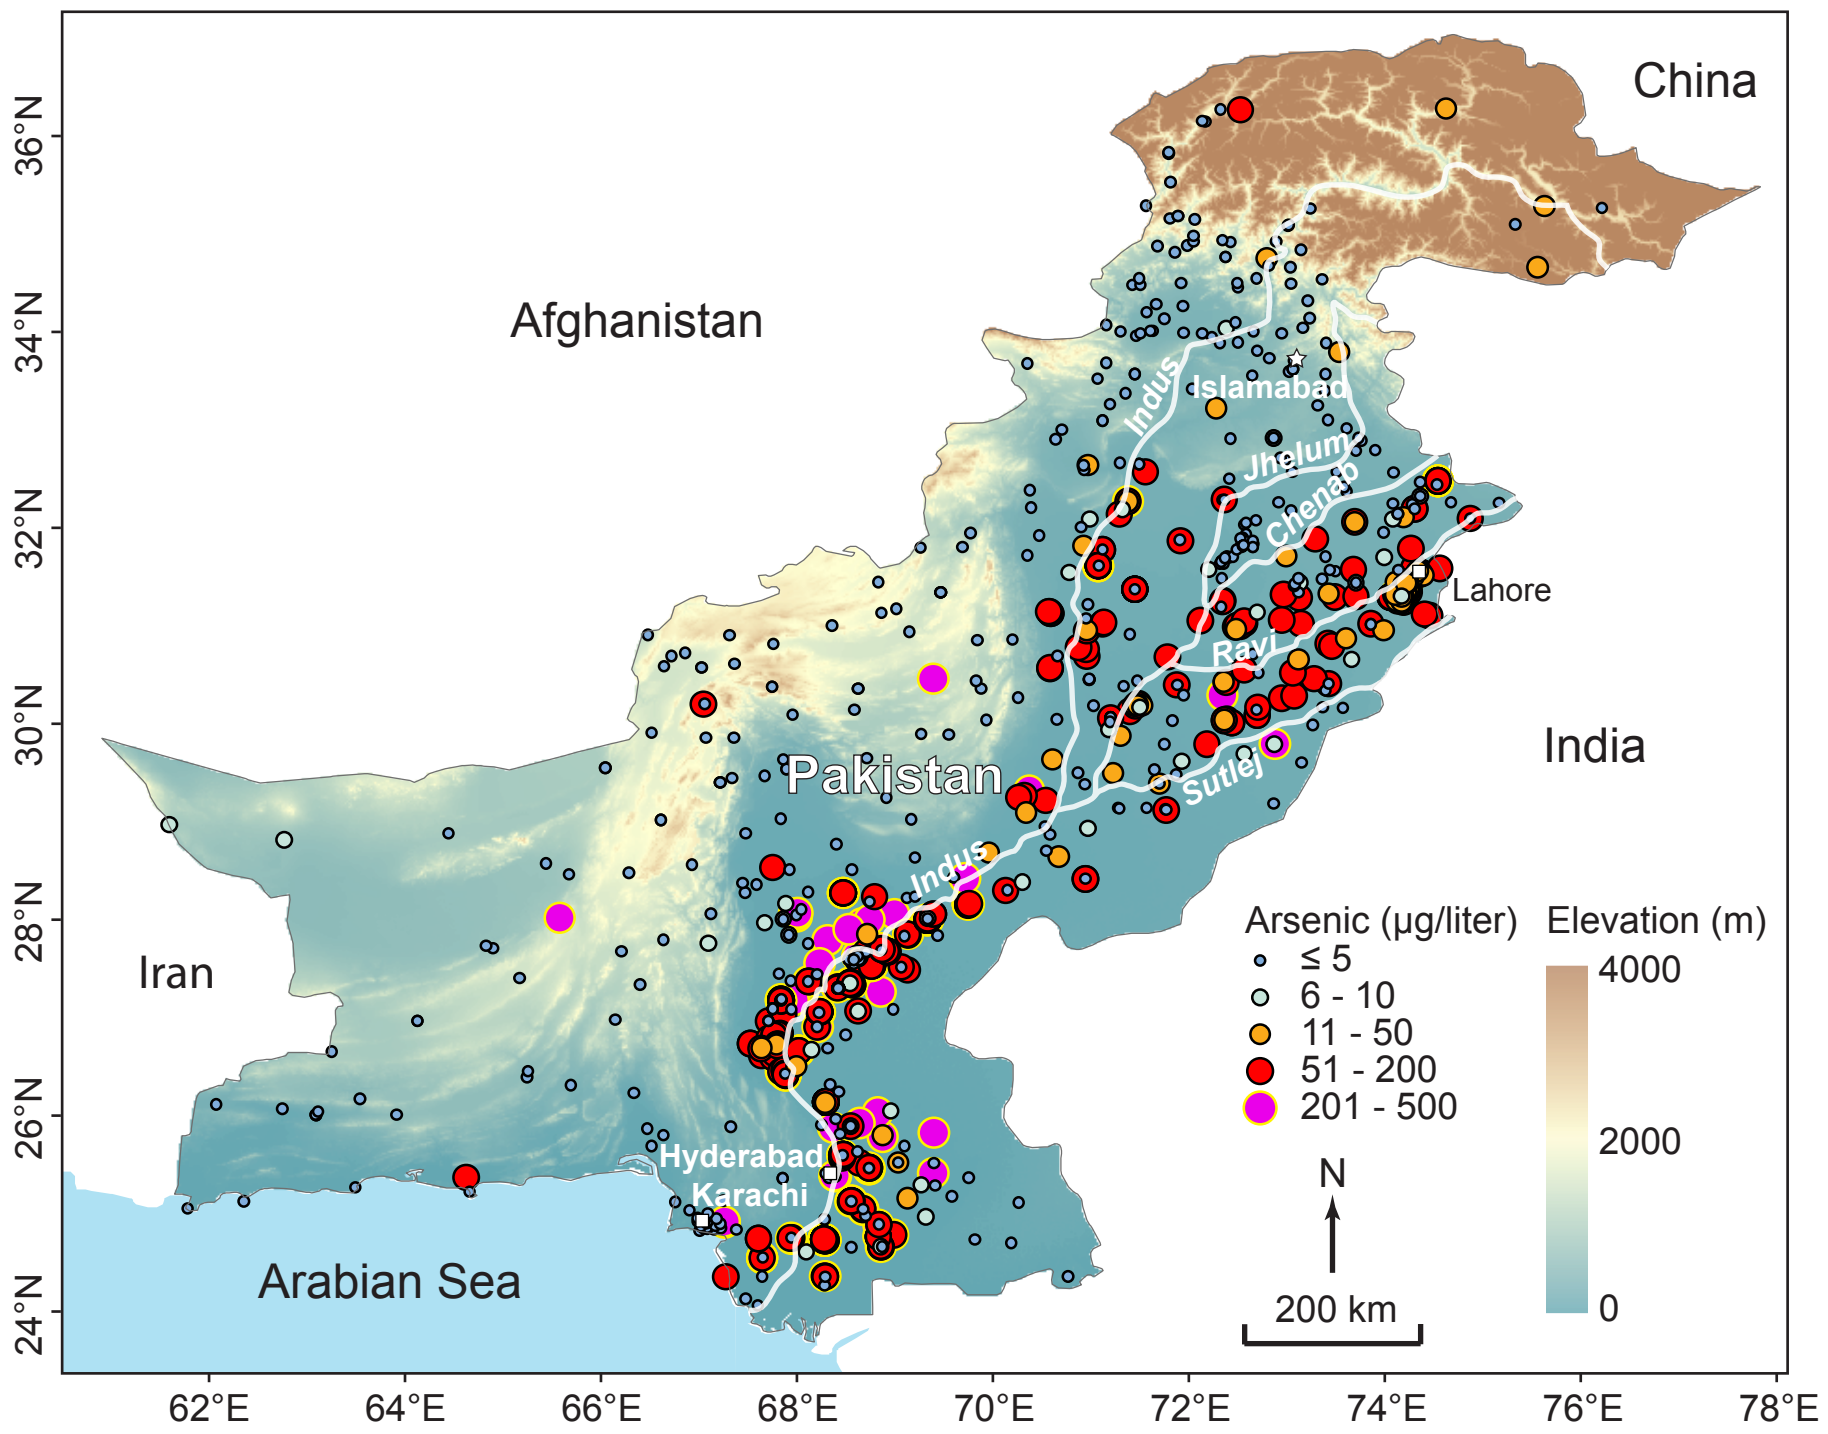 China
Afghanistan
Indus
Islamabad
Jhelum
Chenab
Lahore
Ravi
Pakistan
Sutlej
India
Indus
Iran
Hyderabad
Karachi
Arabian Sea
Arsenic (µg/liter)
≤ 5
6 - 10
11 - 50
51 - 200
201 - 500
Elevation (m)
4000
2000
0
N
200 km
36°N
34°N
32°N
30°N
28°N
26°N
24°N
62°E
64°E
66°E
68°E
70°E
72°E
74°E
76°E
78°E